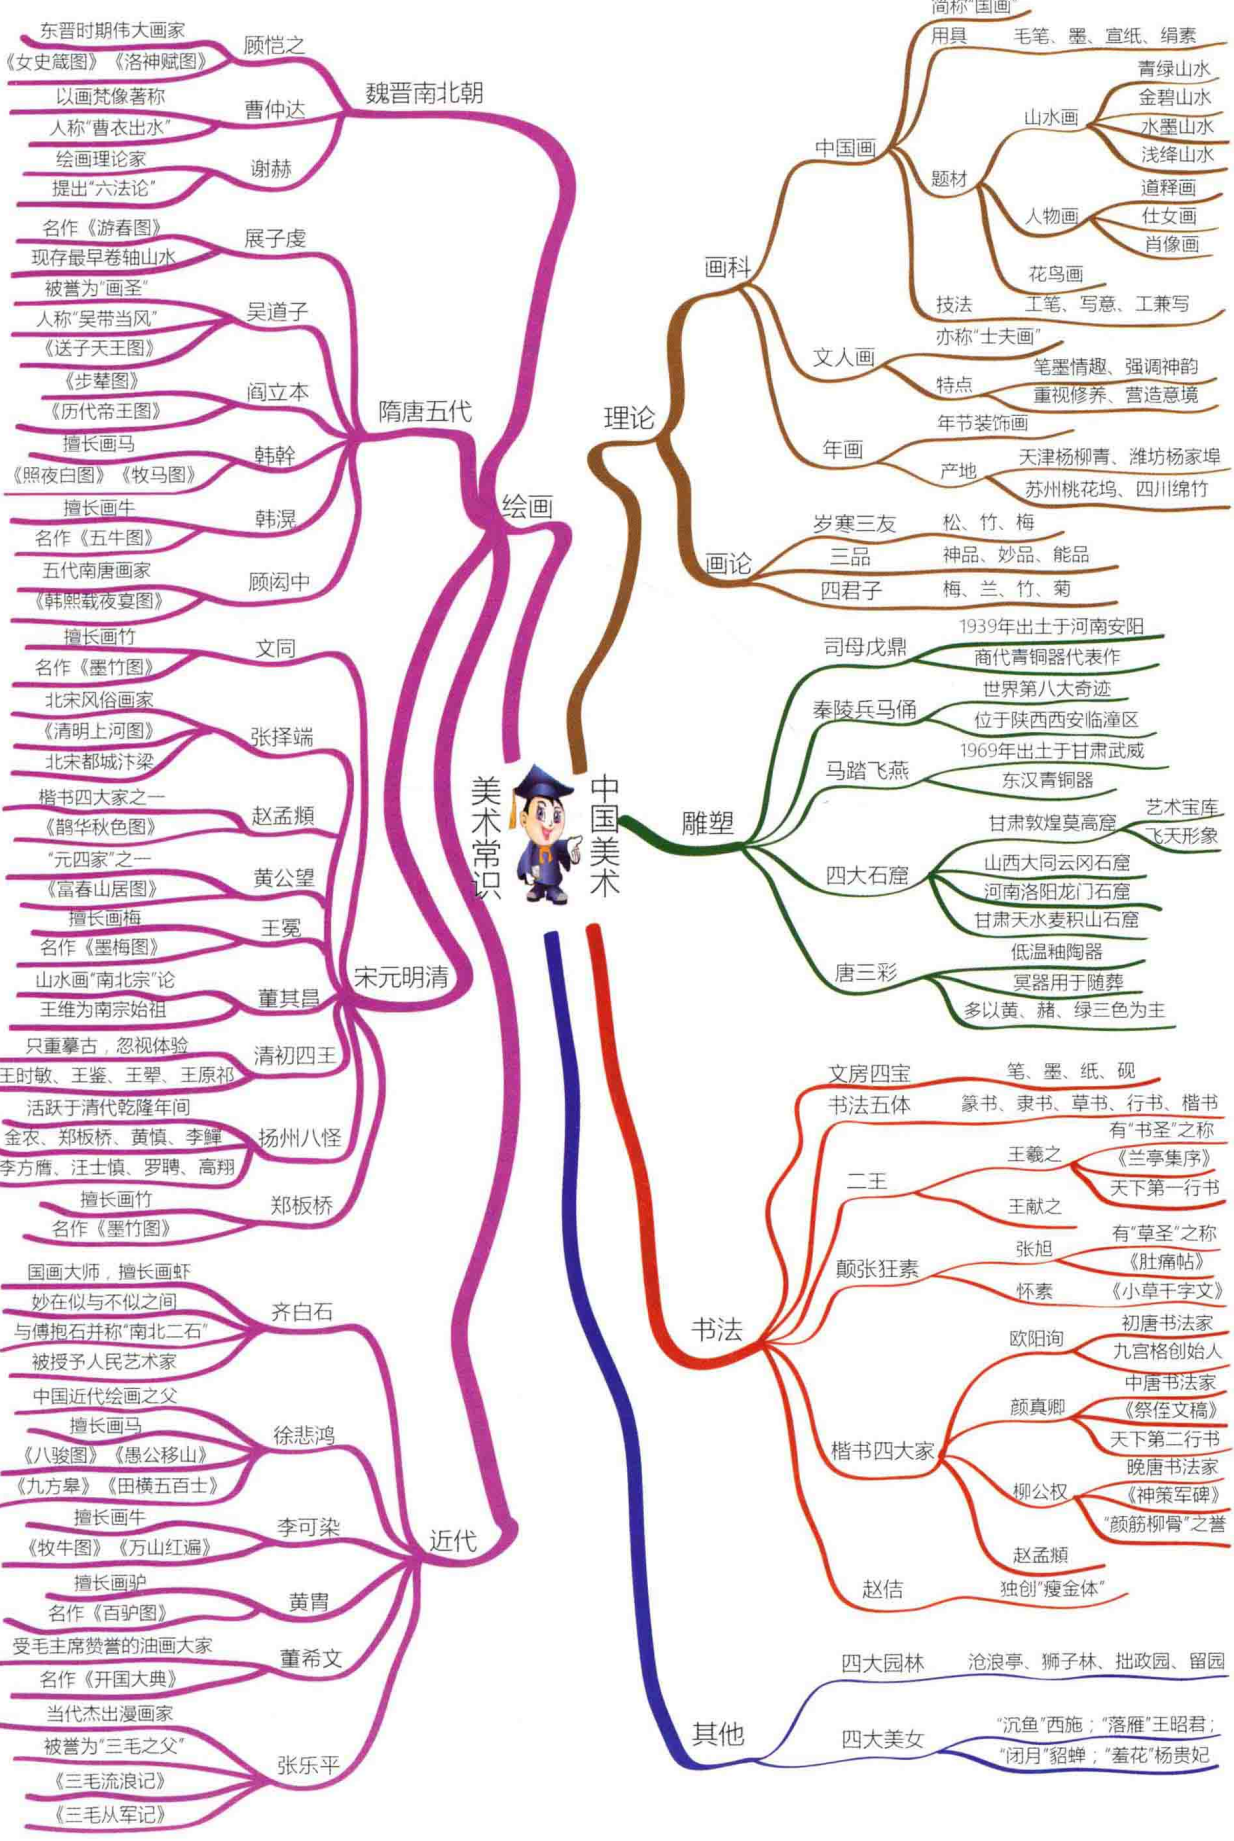 中国美术
美术常识
绘画
魏晋南北朝
顾恺之
东晋时期伟大画家
《女史箴图》《洛神赋图》
曹仲达
以画梵像著称
人称“曹衣出水”
谢赫
绘画理论家
提出“六法论”
隋唐五代
展子虔
名作《游春图》
现存最早卷轴山水
吴道子
被誉为“画圣”
人称“吴带当风”
《送子天王图》
阎立本
《步辇图》
《历代帝王图》
韩幹
擅长画马
《照夜白图》《牧马图》
韩滉
擅长画牛
名作《五牛图》
顾闳中
五代南唐画家
《韩熙载夜宴图》
宋元明清
文同
擅长画竹
名作《墨竹图》
张择端
北宋风俗画家
《清明上河图》
北宋都城汴梁
赵孟頫
楷书四大家之一
《鹊华秋色图》
黄公望
“元四家”之一
《富春山居图》
王冕
擅长画梅
名作《墨梅图》
董其昌
山水画“南北宗”论
王维为南宗始祖
清初四王
只重摹古，忽视体验
王时敏、王鉴、王翚、王原祁
扬州八怪
活跃于清代乾隆年间
金农、郑板桥、黄慎、李鱓
李方膺、汪士慎、罗聘、高翔
郑板桥
擅长画竹
名作《墨竹图》
近代
齐白石
国画大师，擅长画虾
妙在似与不似之间
与傅抱石并称“南北二石”
被授予人民艺术家
徐悲鸿
中国近代绘画之父
擅长画马
《八骏图》《愚公移山》
《九方皋》《田横五百士》
李可染
擅长画牛
《牧牛图》《万山红遍》
黄胄
擅长画驴
名作《百驴图》
董希文
受毛主席赞誉的油画大家
名作《开国大典》
张乐平
当代杰出漫画家
被誉为“三毛之父”
《三毛流浪记》
《三毛从军记》
理论
画科
中国画
简称“国画”
用具
毛笔、墨、宣纸、绢素
题材
山水画
青绿山水
金碧山水
水墨山水
浅绛山水
人物画
道释画
仕女画
肖像画
花鸟画
技法
工笔、写意、工兼写
文人画
亦称“士夫画”
特点
笔墨情趣、强调神韵
重视修养、营造意境
年画
年节装饰画
产地
天津杨柳青、潍坊杨家埠
苏州桃花坞、四川绵竹
画论
岁寒三友
松、竹、梅
三品
神品、妙品、能品
四君子
梅、兰、竹、菊
雕塑
司母戊鼎
1939年出土于河南安阳
商代青铜器代表作
秦陵兵马俑
世界第八大奇迹
位于陕西西安临潼区
马踏飞燕
1969年出土于甘肃武威
东汉青铜器
四大石窟
甘肃敦煌莫高窟
艺术宝库
飞天形象
山西大同云冈石窟
河南洛阳龙门石窟
甘肃天水麦积山石窟
唐三彩
低温釉陶器
冥器用于随葬
多以黄、赭、绿三色为主
书法
文房四宝
笔、墨、纸、砚
书法五体
篆书、隶书、草书、行书、楷书
二王
王羲之
有“书圣”之称
《兰亭集序》
天下第一行书
王献之
颠张狂素
张旭
有“草圣”之称
《肚痛帖》
怀素
《小草千字文》
楷书四大家
欧阳询
初唐书法家
九宫格创始人
颜真卿
中唐书法家
《祭侄文稿》
天下第二行书
柳公权
晚唐书法家
《神策军碑》
“颜筋柳骨”之誉
赵孟頫
赵佶
独创“瘦金体”
其他
四大园林
沧浪亭、狮子林、拙政园、留园
四大美女
“沉鱼”西施；“落雁”王昭君；
“闭月”貂蝉；“羞花”杨贵妃